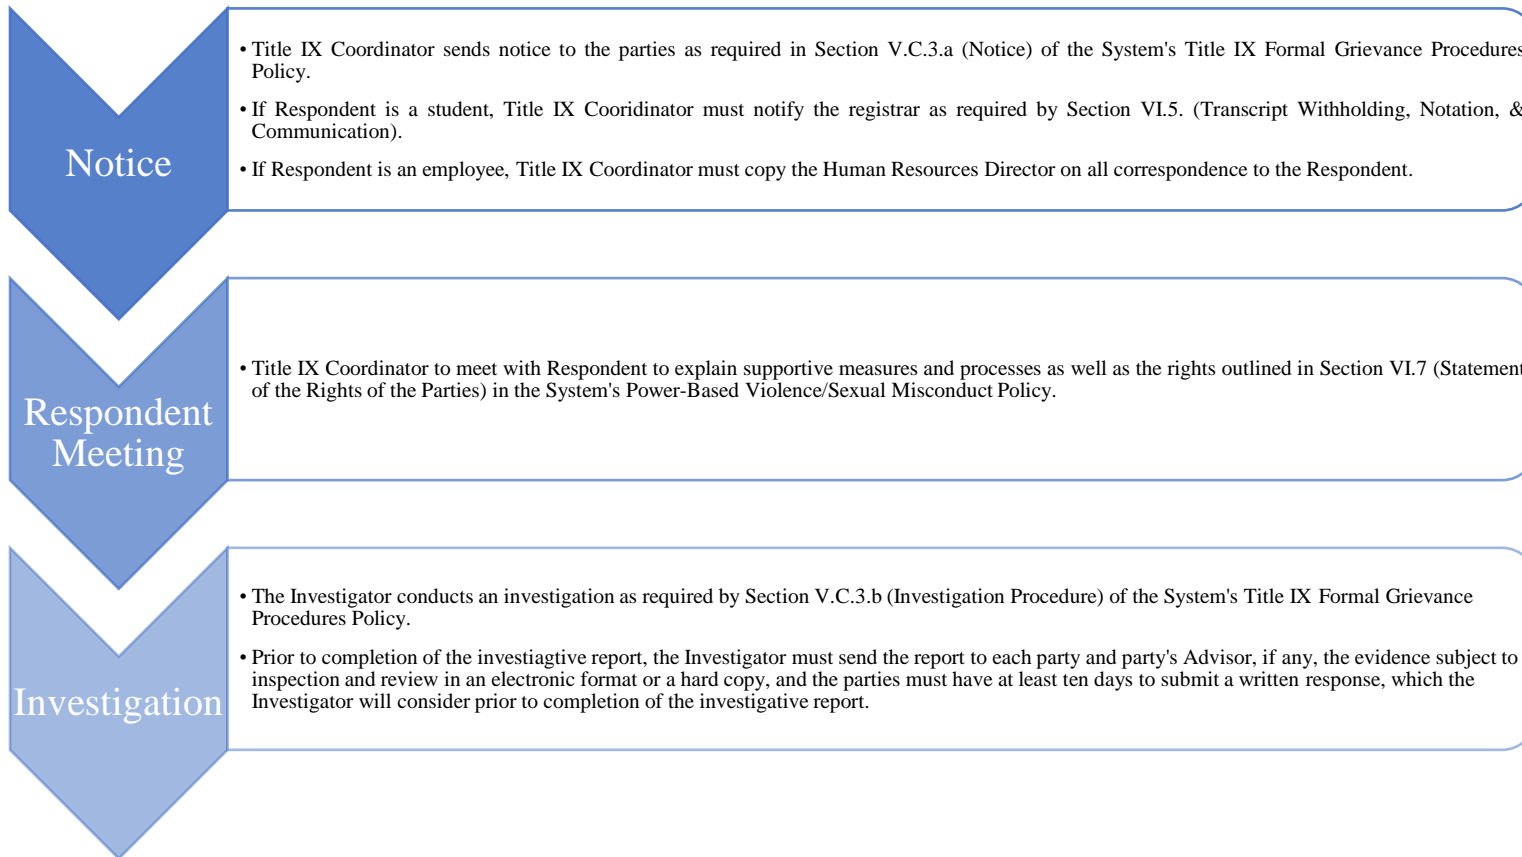 Notice
• Title IX Coordinator sends notice to the parties as required in Section V.C.3.a (Notice) of the System's Title IX Formal Grievance Procedures
Policy.
• If Respondent is a student, Title IX Cooridinator must notify the registrar as required by Section VI.5. (Transcript Withholding, Notation, &
Communication).
• If Respondent is an employee, Title IX Coordinator must copy the Human Resources Director on all correspondence to the Respondent.
Respondent
Meeting
• Title IX Coordinator to meet with Respondent to explain supportive measures and processes as well as the rights outlined in Section VI.7 (Statement
of the Rights of the Parties) in the System's Power-Based Violence/Sexual Misconduct Policy.
Investigation
• The Investigator conducts an investigation as required by Section V.C.3.b (Investigation Procedure) of the System's Title IX Formal Grievance
Procedures Policy.
• Prior to completion of the investiagtive report, the Investigator must send the report to each party and party's Advisor, if any, the evidence subject to
inspection and review in an electronic format or a hard copy, and the parties must have at least ten days to submit a written response, which the
Investigator will consider prior to completion of the investigative report.